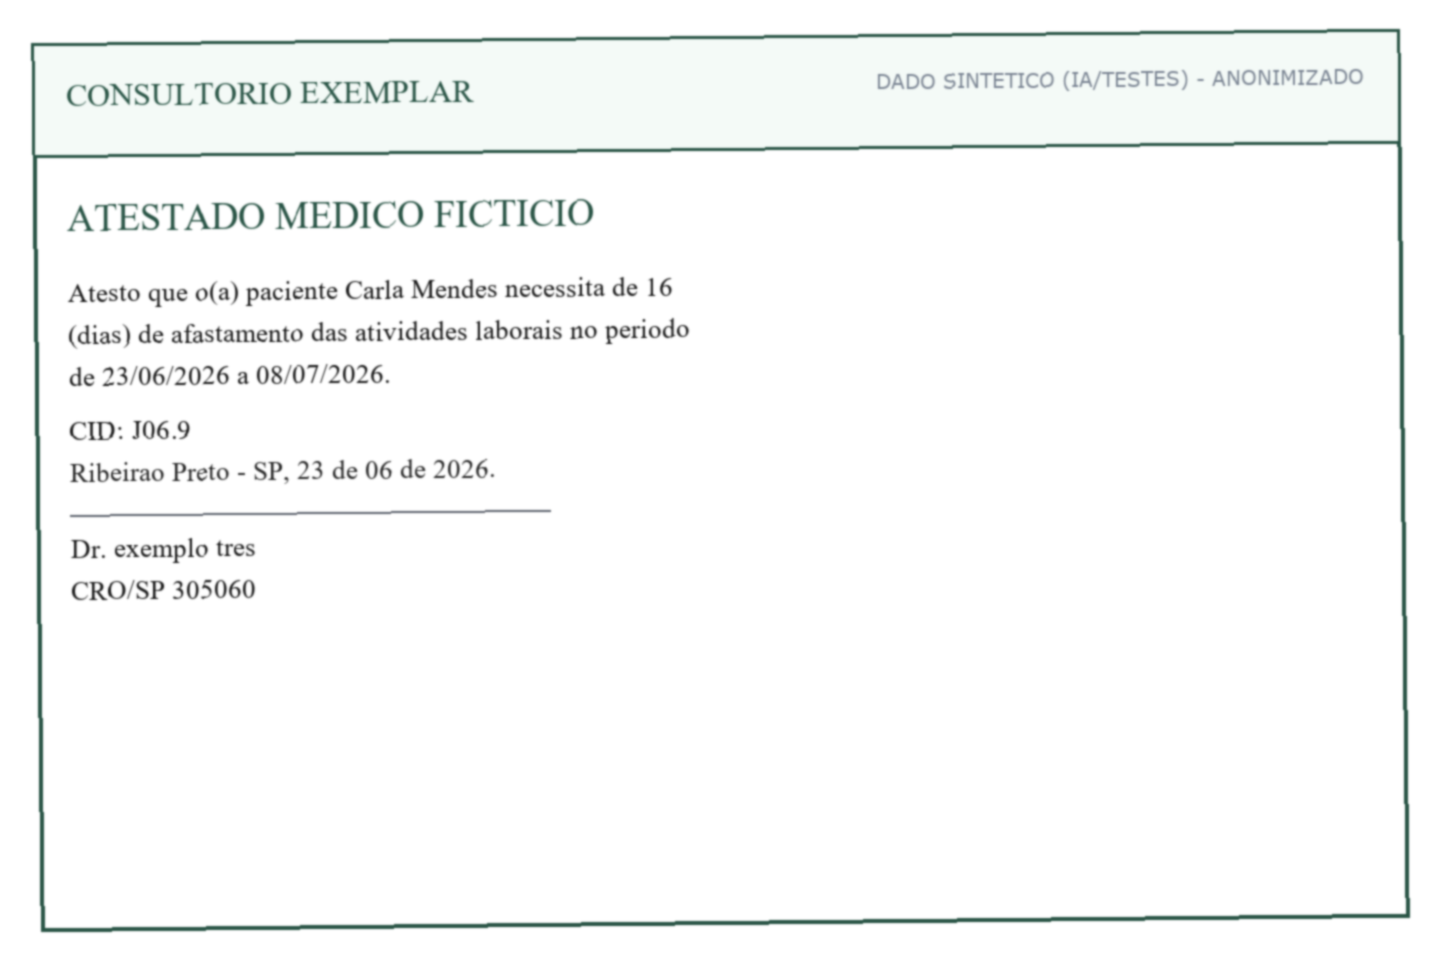 CONSULTORIO EXEMPLAR
DADO SINTETICO (IA/TESTES) - ANONIMIZADO
ATESTADO MEDICO FICTICIO
Atesto que o(a) paciente Carla Mendes necessita de 16
(dias) de afastamento das atividades laborais no periodo
de 23/06/2026 a 08/07/2026.
CID: J06.9
Ribeirao Preto - SP, 23 de 06 de 2026.
Dr. exemplo tres
CRO/SP 305060